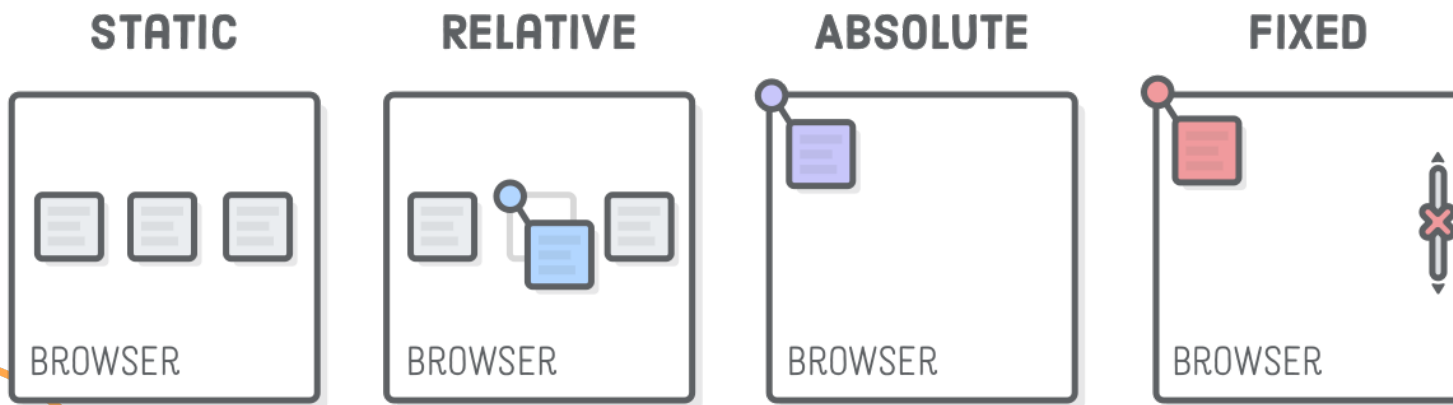 STATIC
RELATIVE
ABSOLUTE
FIXED
BROWSER
BROWSER
BROWSER
BROWSER